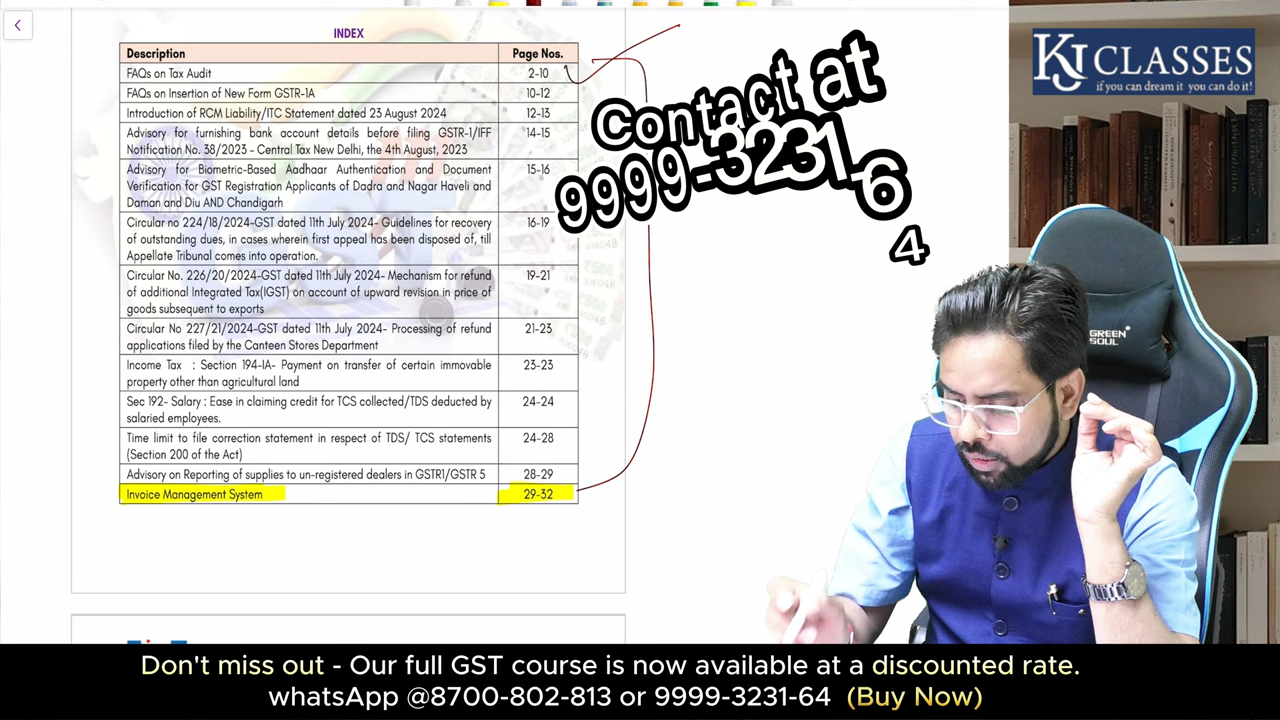 INDEX
Description Page Nos.
FAQs on Tax Audit 2-10
FAQs on Insertion of New Form GSTR-1A 10-12
Introduction of RCM Liability/ITC Statement dated 23 August 2024 12-13
Advisory for furnishing bank account details before filing GSTR-1/IFF 14-15
Notification No. 38/2023 - Central Tax New Delhi, the 4th August, 2023
Advisory for Biometric-Based Aadhaar Authentication and Document 15-16
Verification for GST Registration Applicants of Dadra and Nagar Haveli and
Daman and Diu AND Chandigarh
Circular no 224/18/2024-GST dated 11th July 2024- Guidelines for recovery 16-19
of outstanding dues, in cases wherein first appeal has been disposed of, till
Appellate Tribunal comes into operation.
Circular No. 226/20/2024-GST dated 11th July 2024- Mechanism for refund 19-21
of additional Integrated Tax(IGST) on account of upward revision in price of
goods subsequent to exports
Circular No 227/21/2024-GST dated 11th July 2024- Processing of refund 21-23
applications filed by the Canteen Stores Department
Income Tax : Section 194-IA- Payment on transfer of certain immovable 23-23
property other than agricultural land
Sec 192- Salary : Ease in claiming credit for TCS collected/TDS deducted by 24-24
salaried employees.
Time limit to file correction statement in respect of TDS/ TCS statements 24-28
(Section 200 of the Act)
Advisory on Reporting of supplies to un-registered dealers in GSTR1/GSTR 5 28-29
Invoice Management System 29-32
Contact at
9999-3231-64
KJ CLASSES
if you can dream it you can do it!
GREEN
SOUL
Don't miss out - Our full GST course is now available at a discounted rate.
whatsApp @8700-802-813 or 9999-3231-64 (Buy Now)